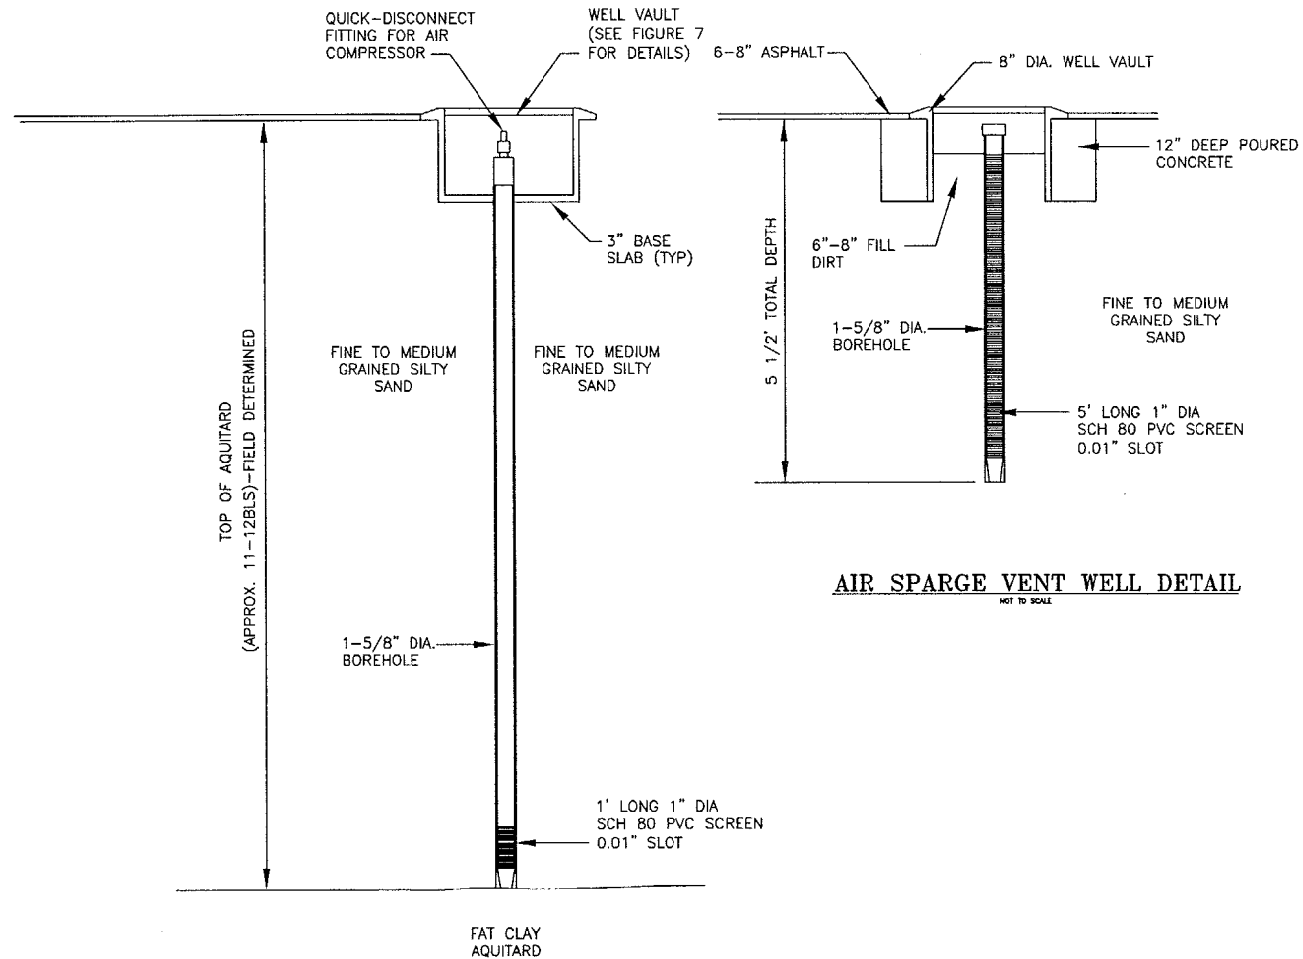 QUICK-DISCONNECT
FITTING FOR AIR
COMPRESSOR
WELL VAULT
(SEE FIGURE 7
FOR DETAILS)
3" BASE
SLAB (TYP)
FINE TO MEDIUM
GRAINED SILTY
SAND
FINE TO MEDIUM
GRAINED SILTY
SAND
TOP OF AQUITARD
(APPROX. 11-12BLS)-FIELD DETERMINED
1-5/8" DIA.
BOREHOLE
1' LONG 1" DIA
SCH 80 PVC SCREEN
0.01" SLOT
FAT CLAY
AQUITARD
6-8" ASPHALT
8" DIA. WELL VAULT
12" DEEP POURED
CONCRETE
6"-8" FILL
DIRT
5 1/2' TOTAL DEPTH
1-5/8" DIA.
BOREHOLE
FINE TO MEDIUM
GRAINED SILTY
SAND
5' LONG 1" DIA
SCH 80 PVC SCREEN
0.01" SLOT
AIR SPARGE VENT WELL DETAIL
NOT TO SCALE